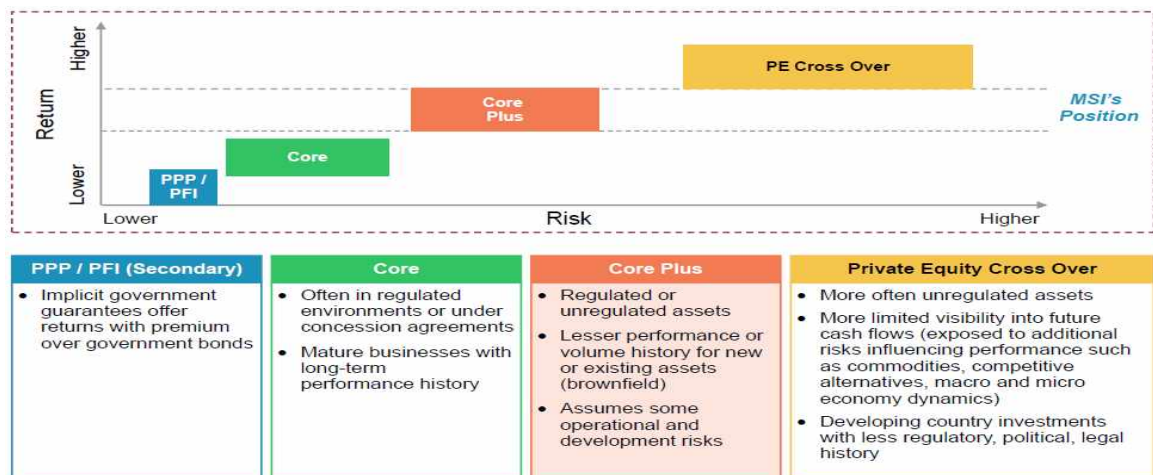 Higher
Return
Lower
PE Cross Over
Core
Plus
MSI's
Position
Core
PPP /
PFI
Lower
Risk
Higher
PPP / PFI (Secondary)
• Implicit government
guarantees offer
returns with premium
over government bonds
Core
• Often in regulated
environments or under
concession agreements
• Mature businesses with
long-term
performance history
Core Plus
• Regulated or
unregulated assets
• Lesser performance or
volume history for new
or existing assets
(brownfield)
• Assumes some
operational and
development risks
Private Equity Cross Over
• More often unregulated assets
• More limited visibility into future
cash flows (exposed to additional
risks influencing performance such
as commodities, competitive
alternatives, macro and micro
economy dynamics)
• Developing country investments
with less regulatory, political, legal
history